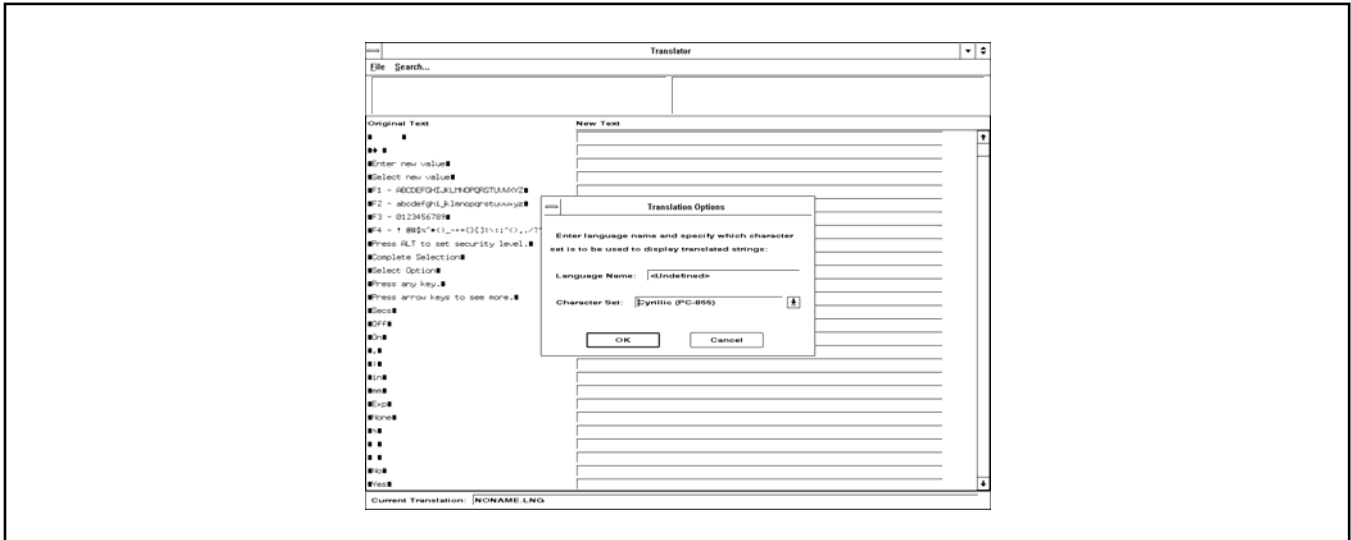 Translator
File Search...
Original Text New Text
Enter new value
Select new value
F1 - ABCDEFGHIJKLMNOPQRSTUVWXYZ
F2 - abcdefghijklmnopqrstuvwxyz
F3 - 0123456789
Press ALT to set security level.
Complete Selection
Select Option
Press any key.
Press arrow keys to see more.
Secs
Off
On
,
:
in
mm
Exp
None
%
No
Yes
Translation Options
Enter language name and specify which character
set is to be used to display translated strings:
Language Name: <Undefined>
Character Set: Cyrillic (PC-855)
OK Cancel
Current Translation: NONAME.LNG